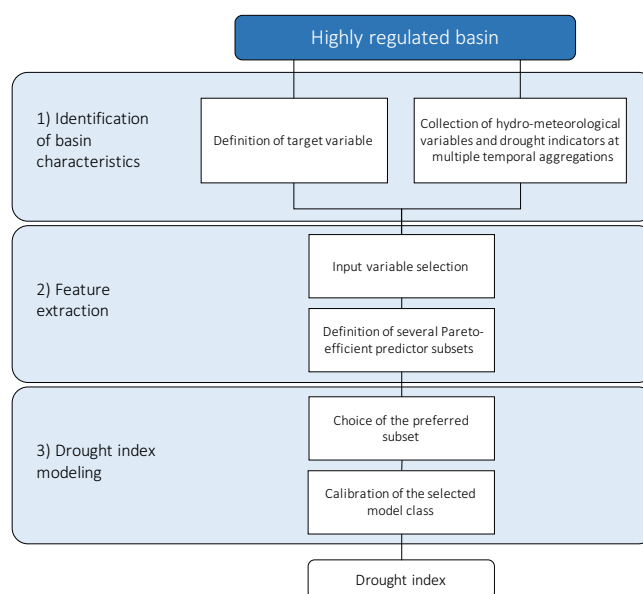 Highly regulated basin
1) Identification
of basin
characteristics
Definition of target variable
Collection of hydro-meteorological
variables and drought indicators at
multiple temporal aggregations
2) Feature
extraction
Input variable selection
Definition of several Pareto-
efficient predictor subsets
3) Drought index
modeling
Choice of the preferred
subset
Calibration of the selected
model class
Drought index